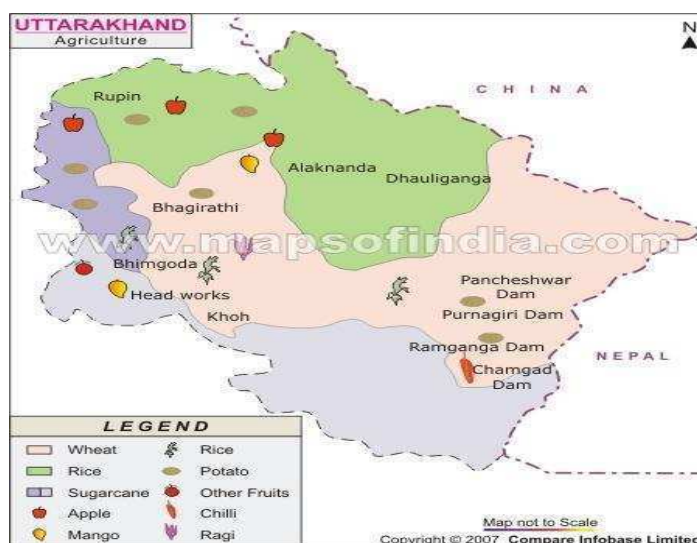 UTTARAKHAND
Agriculture
N
CHINA
Rupin
Alaknanda
Dhauliganga
Bhagirathi
www.mapsofindia.com
Bhimgoda
Head works
Khoh
Pancheshwar
Dam
Purnagiri Dam
Ramganga Dam
Chamgad
Dam
NEPAL
LEGEND
Wheat
Rice
Rice
Potato
Sugarcane
Other Fruits
Apple
Chilli
Mango
Ragi
Map not to Scale
Copyright © 2007 Compare Infobase Limited